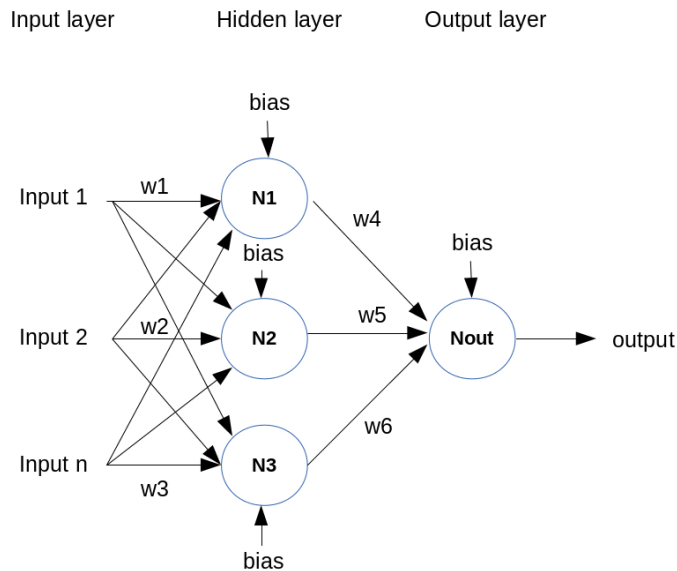 Input layer
Hidden layer
Output layer
bias
w1
Input 1
N1
w4
bias
bias
w5
w2
Input 2
N2
Nout
output
w6
Input n
N3
w3
bias